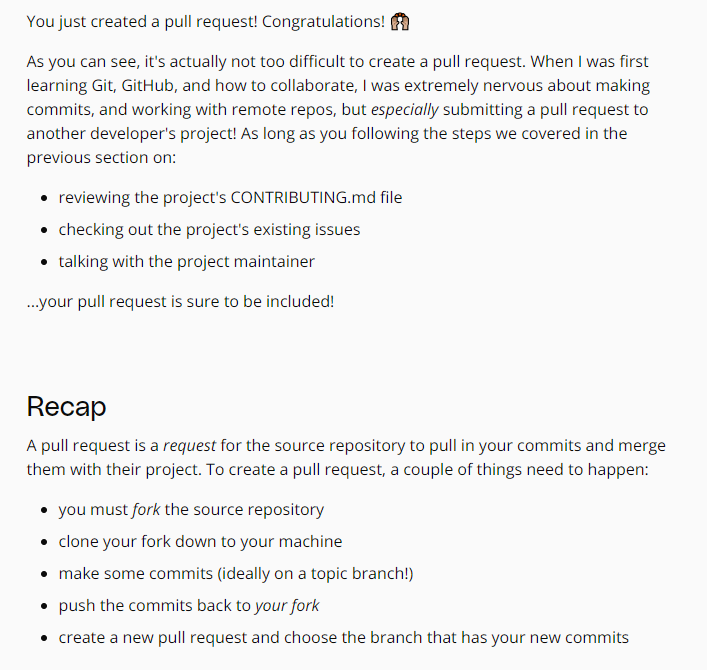 You just created a pull request! Congratulations! 🙌
As you can see, it's actually not too difficult to create a pull request. When I was first
learning Git, GitHub, and how to collaborate, I was extremely nervous about making
commits, and working with remote repos, but especially submitting a pull request to
another developer's project! As long as you following the steps we covered in the
previous section on:
• reviewing the project's CONTRIBUTING.md file
• checking out the project's existing issues
• talking with the project maintainer
...your pull request is sure to be included!
Recap
A pull request is a request for the source repository to pull in your commits and merge
them with their project. To create a pull request, a couple of things need to happen:
• you must fork the source repository
• clone your fork down to your machine
• make some commits (ideally on a topic branch!)
• push the commits back to your fork
• create a new pull request and choose the branch that has your new commits